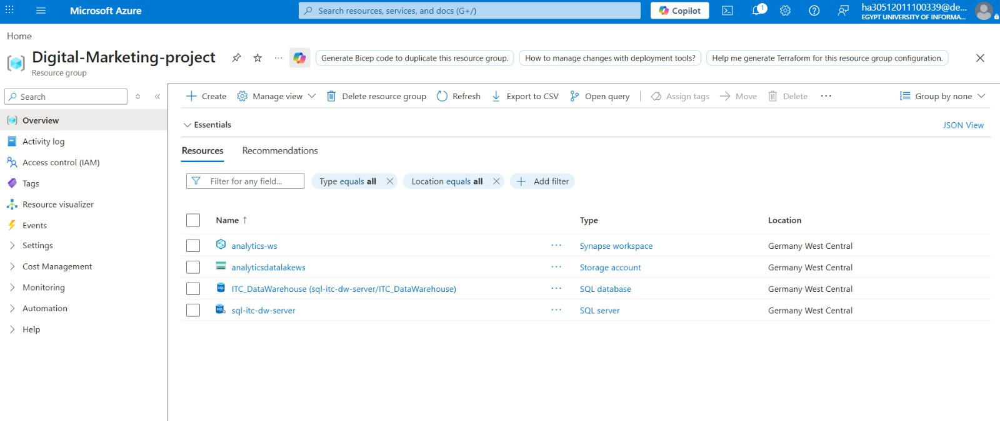 Microsoft Azure
Search resources, services, and docs (G+/)
Copilot
1
ha30512011100339@de...
EGYPT UNIVERSITY OF INFORMA...
Home
Digital-Marketing-project
Resource group
Generate Bicep code to duplicate this resource group.
How to manage changes with deployment tools?
Help me generate Terraform for this resource group configuration.
Search
Create
Manage view
Delete resource group
Refresh
Export to CSV
Open query
Assign tags
Move
Delete
Group by none
Overview
Activity log
Access control (IAM)
Tags
Resource visualizer
Events
Settings
Cost Management
Monitoring
Automation
Help
Essentials
JSON View
Resources
Recommendations
Filter for any field...
Type equals all
Location equals all
Add filter
Name ↑ Type Location
analytics-ws ... Synapse workspace Germany West Central
analyticsdatalakews ... Storage account Germany West Central
ITC_DataWarehouse (sql-itc-dw-server/ITC_DataWarehouse) ... SQL database Germany West Central
sql-itc-dw-server ... SQL server Germany West Central